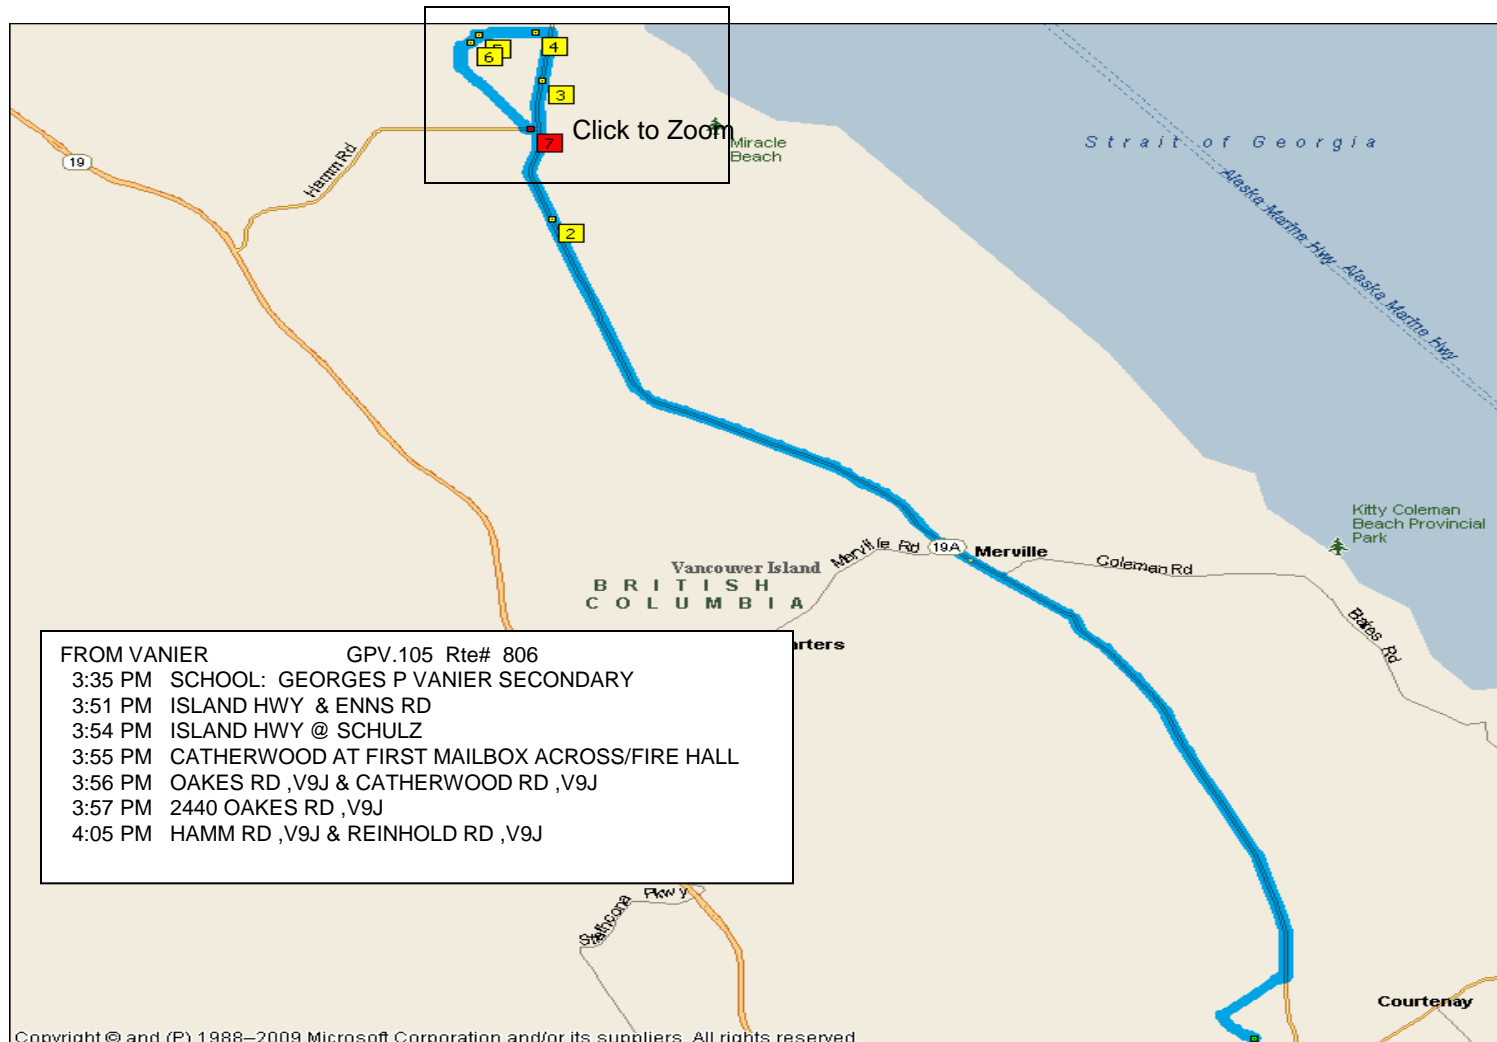 5
4
6
3
Click to Zoom
7
Miracle
Beach
Strait of Georgia
19
Hamm Rd
Alaska Marine Hwy
Alaska Marine Hwy
2
Kitty Coleman
Beach Provincial
Park
Merville Rd
19A
Merville
Coleman Rd
Vancouver Island
BRITISH
COLUMBIA
Bates Rd
arters
FROM VANIER GPV.105 Rte# 806
3:35 PM SCHOOL: GEORGES P VANIER SECONDARY
3:51 PM ISLAND HWY & ENNS RD
3:54 PM ISLAND HWY @ SCHULZ
3:55 PM CATHERWOOD AT FIRST MAILBOX ACROSS/FIRE HALL
3:56 PM OAKES RD ,V9J & CATHERWOOD RD ,V9J
3:57 PM 2440 OAKES RD ,V9J
4:05 PM HAMM RD ,V9J & REINHOLD RD ,V9J
Strathcona Pkwy
Courtenay
Copyright © and (P) 1988–2009 Microsoft Corporation and/or its suppliers. All rights reserved.